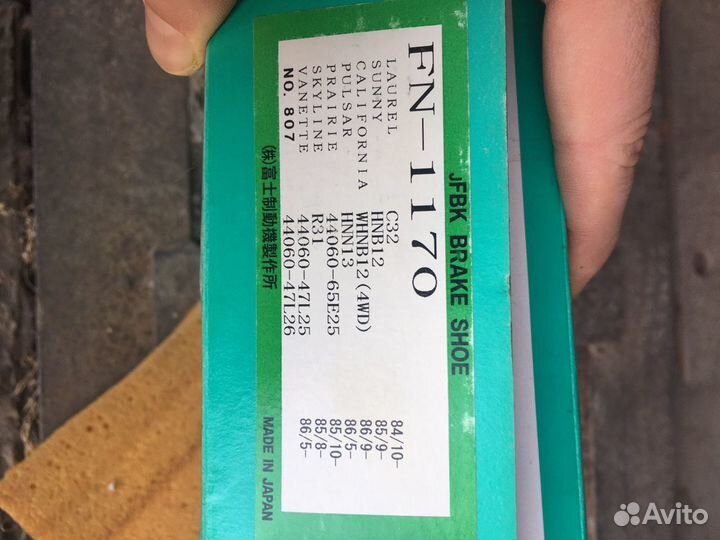 JFBK BRAKE SHOE
FN-1170
LAUREL C32 84/10-
SUNNY HNB12 85/9-
CALIFORNIA WHNB12(4WD) 86/9-
PULSAR HNN13 86/5-
PRAIRIE 44060-65E25 85/10-
SKYLINE R31 85/8-
VANETTE 44060-47L25 86/5-
NO. 807 44060-47L26
(株)富士制動機製作所 MADE IN JAPAN
Avito